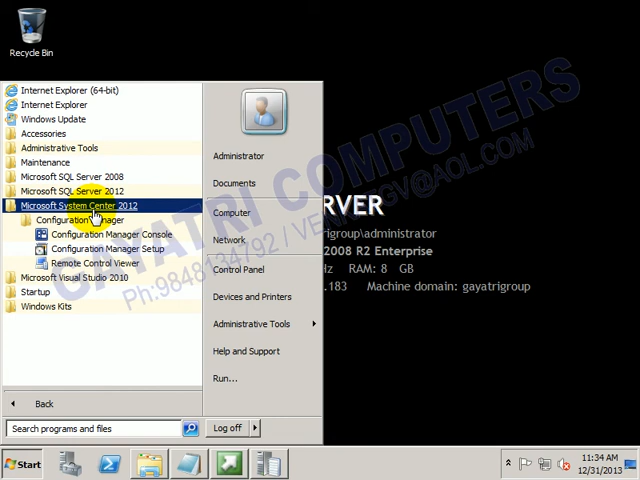 Recycle Bin
Internet Explorer (64-bit)
Internet Explorer
Windows Update
Accessories
Administrative Tools
Maintenance
Microsoft SQL Server 2008
Microsoft SQL Server 2012
Microsoft System Center 2012
Configuration Manager
Configuration Manager Console
Configuration Manager Setup
Remote Control Viewer
Microsoft Visual Studio 2010
Startup
Windows Kits
Back
Search programs and files
Administrator
Documents
Computer
Network
Control Panel
Devices and Printers
Administrative Tools
Help and Support
Run...
Log off
GAYATRI COMPUTERS
Ph:9848134792 / VENKATGV@AOL.COM
RVER
irigroup\administrator
2008 R2 Enterprise
Hz RAM: 8 GB
.183 Machine domain: gayatrigroup
Start
11:34 AM
12/31/2013